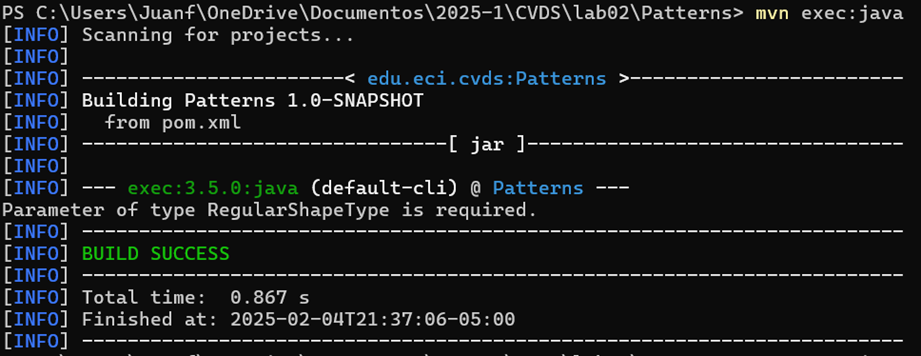 PS C:\Users\Juanf\OneDrive\Documentos\2025-1\CVDS\lab02\Patterns> mvn exec:java
[INFO] Scanning for projects...
[INFO]
[INFO] ----------------------< edu.eci.cvds:Patterns >-----------------------
[INFO] Building Patterns 1.0-SNAPSHOT
[INFO]   from pom.xml
[INFO] --------------------------------[ jar ]---------------------------------
[INFO]
[INFO] --- exec:3.5.0:java (default-cli) @ Patterns ---
Parameter of type RegularShapeType is required.
[INFO] ------------------------------------------------------------------------
[INFO] BUILD SUCCESS
[INFO] ------------------------------------------------------------------------
[INFO] Total time:  0.867 s
[INFO] Finished at: 2025-02-04T21:37:06-05:00
[INFO] ------------------------------------------------------------------------